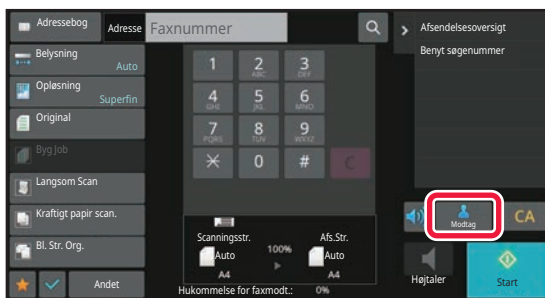 Adressebog
Adresse
Faxnummer
Afsendelsesoversigt
Benyt søgenummer
Belysning
Auto
Opløsning
Superfin
Original
Byg Job
Langsom Scan
Kraftigt papir scan.
Bl. Str. Org.
Andet
1
2 ABC
3 DEF
4 GHI
5 JKL
6 MNO
7 PQRS
8 TUV
9 WXYZ
0
#
C
Scanningsstr.
Auto
A4
100%
Afs.Str.
Auto
A4
Hukommelse for faxmodt.: 0%
Modtag
CA
Højtaler
Start